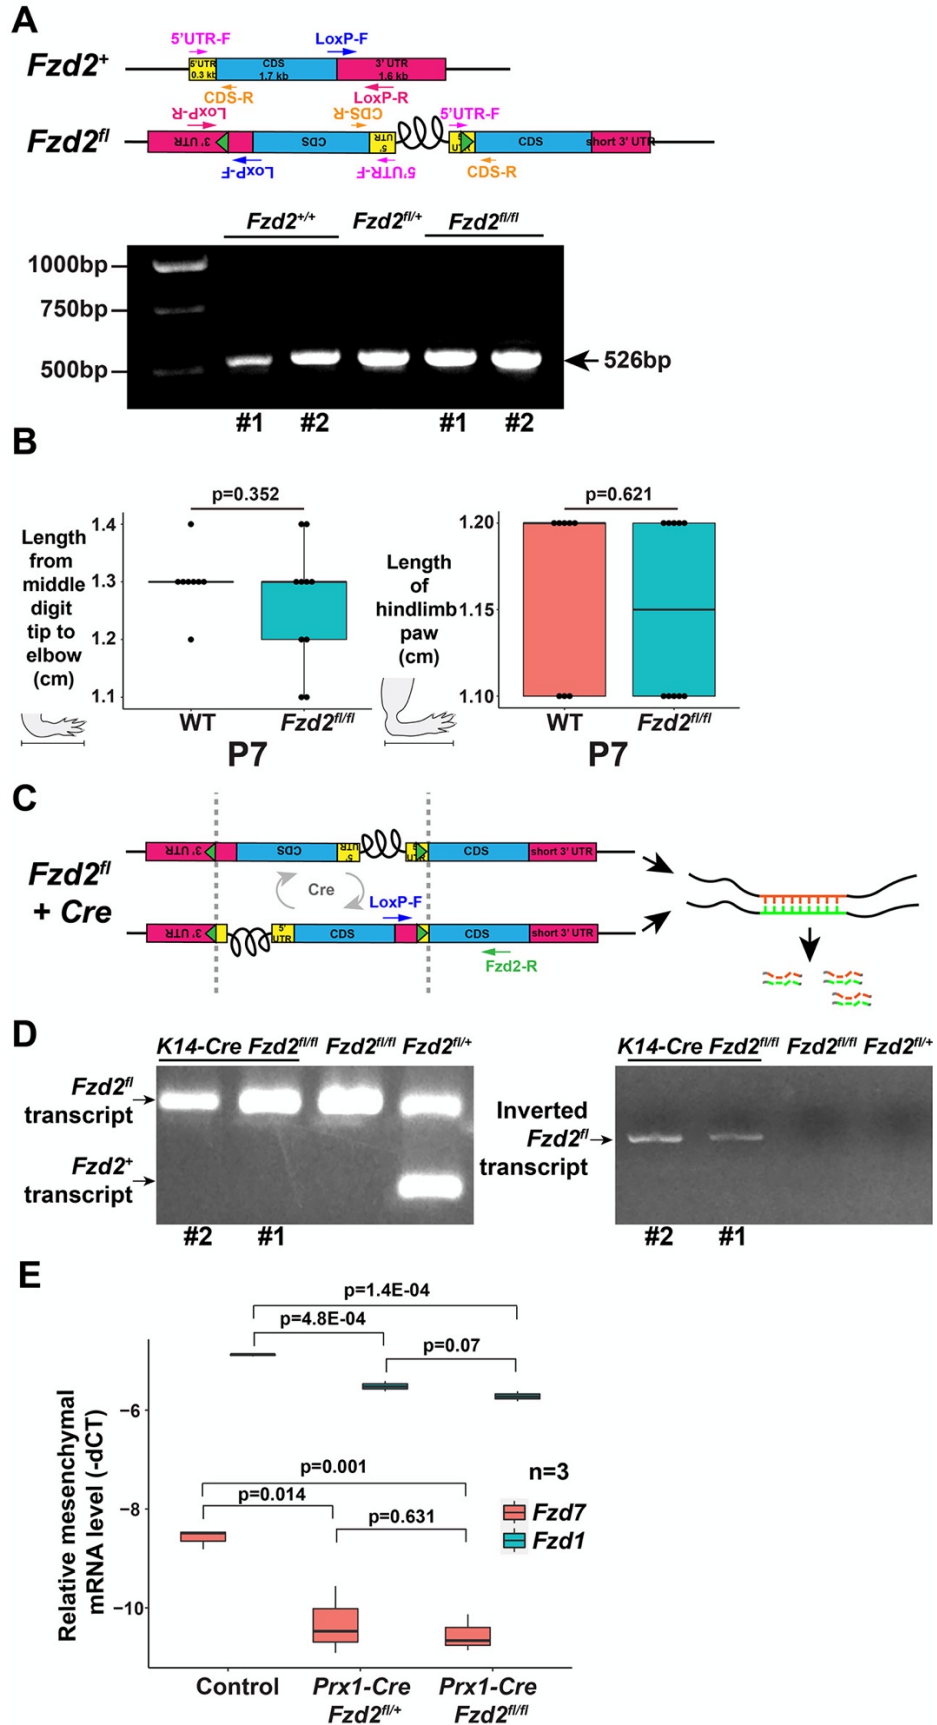 A
5'UTR-F LoxP-F
Fzd2+
5'UTR CDS 3' UTR
0.3 kb 1.7 kb 1.6 kb
CDS-R LoxP-R
LoxP-R CDS-R 5'UTR-F
Fzd2fl
3' UTR CDS 5' UTR CDS short 3' UTR
LoxP-F 5'UTR-F CDS-R
Fzd2+/+ Fzd2fl/+ Fzd2fl/fl
1000bp
750bp
500bp
526bp
#1 #2 #1 #2
B
p=0.352
Length
from
middle
digit
tip to
elbow
(cm)
1.4
1.3
1.2
1.1
WT Fzd2fl/fl
P7
p=0.621
Length
of
hindlimb
paw
(cm)
1.20
1.15
1.10
WT Fzd2fl/fl
P7
C
3' UTR CDS 5' UTR CDS short 3' UTR
Fzd2fl
+ Cre
Cre
LoxP-F
3' UTR 5' UTR CDS CDS short 3' UTR
Fzd2-R
D
K14-Cre Fzd2fl/fl Fzd2fl/fl Fzd2fl/+
Fzd2fl
transcript
Fzd2+
transcript
#2 #1
K14-Cre Fzd2fl/fl Fzd2fl/fl Fzd2fl/+
Inverted
Fzd2fl
transcript
#2 #1
E
p=1.4E-04
p=4.8E-04
p=0.07
Relative mesenchymal
mRNA level (-dCT)
−6
−8
−10
p=0.001
p=0.014
p=0.631
n=3
Fzd7
Fzd1
Control Prx1-Cre Prx1-Cre
Fzd2fl/+ Fzd2fl/fl